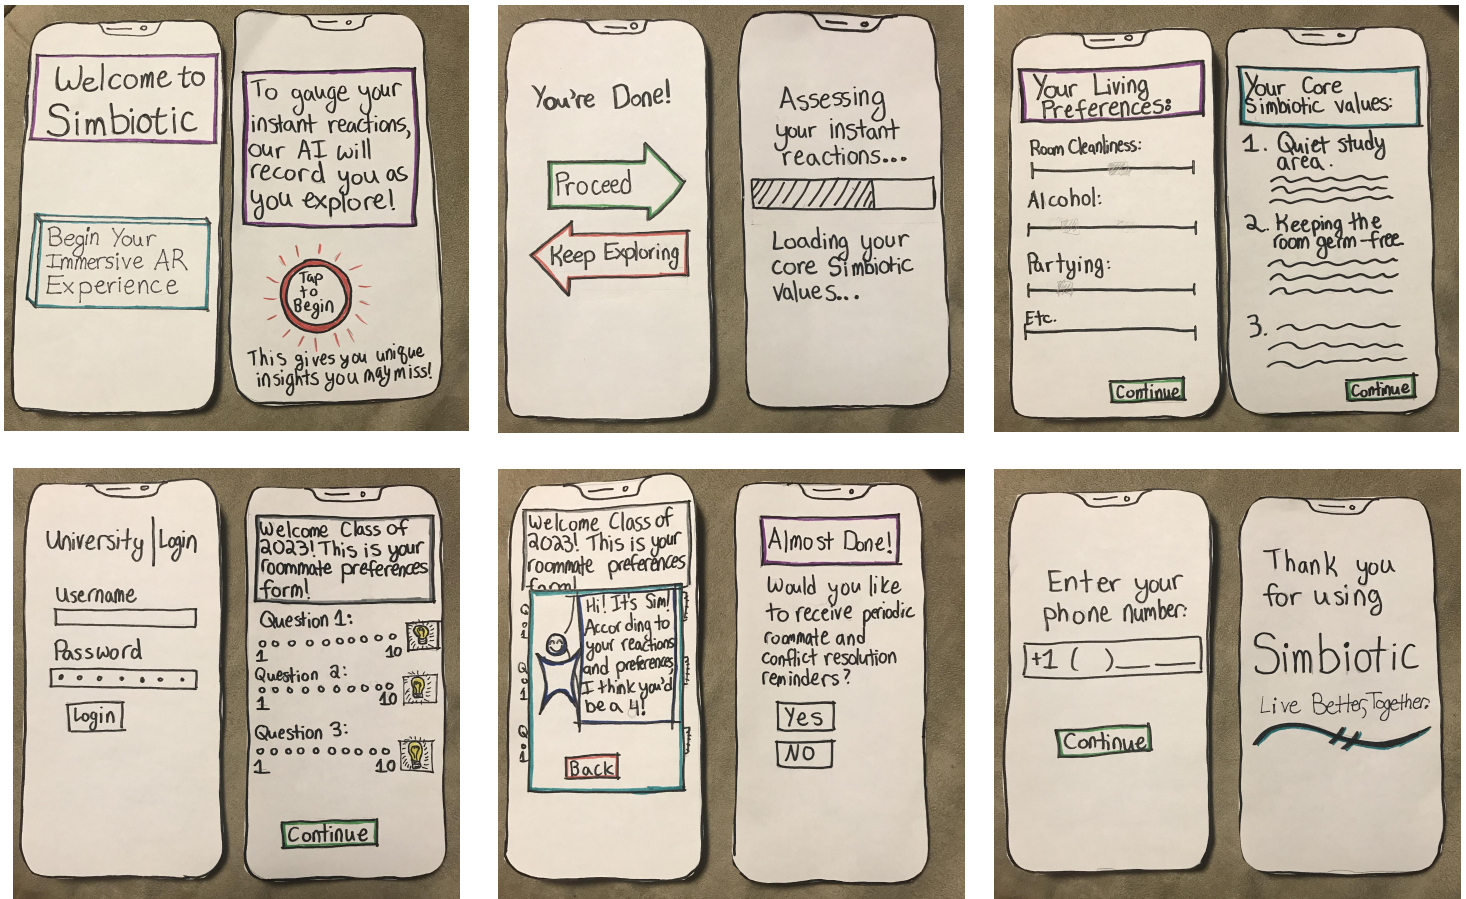 Welcome to
Simbiotic
Begin Your
Immersive AR
Experience
To gauge your
instant reactions,
our AI will
record you as
you explore!
Tap
to
Begin
This gives you unique
insights you may miss!
You're Done!
Proceed
Keep Exploring
Assessing
your instant
reactions...
Loading your
core Simbiotic
values...
Your Living
Preferences:
Room Cleanliness:
Alcohol:
Partying:
Etc.
Continue
Your Core
Simbiotic values:
1. Quiet study
area.
2. Keeping the
room germ-free
3.
Continue
University | Login
Username
Password
Login
Welcome Class of
2023! This is your
roommate preferences
form!
Question 1:
1 10
Question 2:
1 10
Question 3:
1 10
Continue
Welcome Class of
2023! This is your
roommate preferences
form!
Q
1
Q
1
Q
1
Hi! It's Sim!
According to
your reactions
and preferences,
I think you'd
be a 4!
Back
Almost Done!
Would you like
to receive periodic
roommate and
conflict resolution
reminders?
Yes
NO
Enter your
phone number:
+1 ( ) __ __
Continue
Thank you
for using
Simbiotic
Live Better, Together.